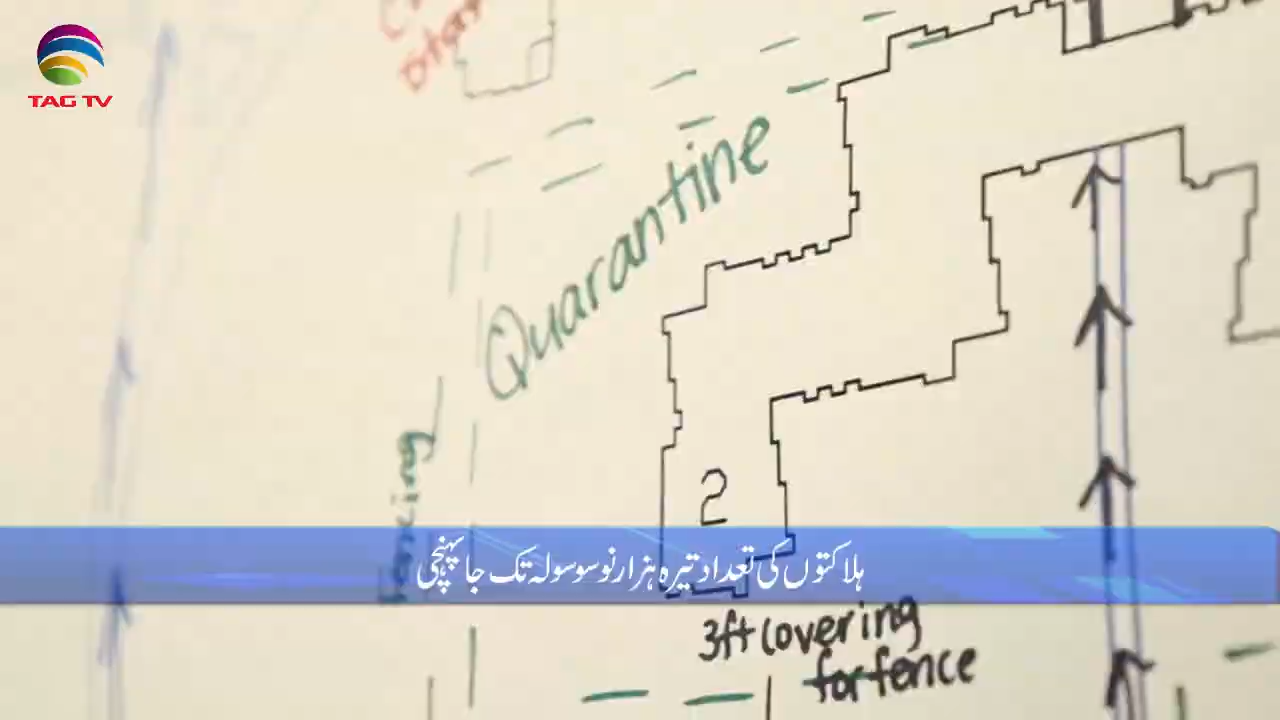 TAG TV
Quarantine
2
ہلاکتوں کی تعداد تیرہ ہزار نو سو سولہ تک جا پہنچی
3ft covering
for fence